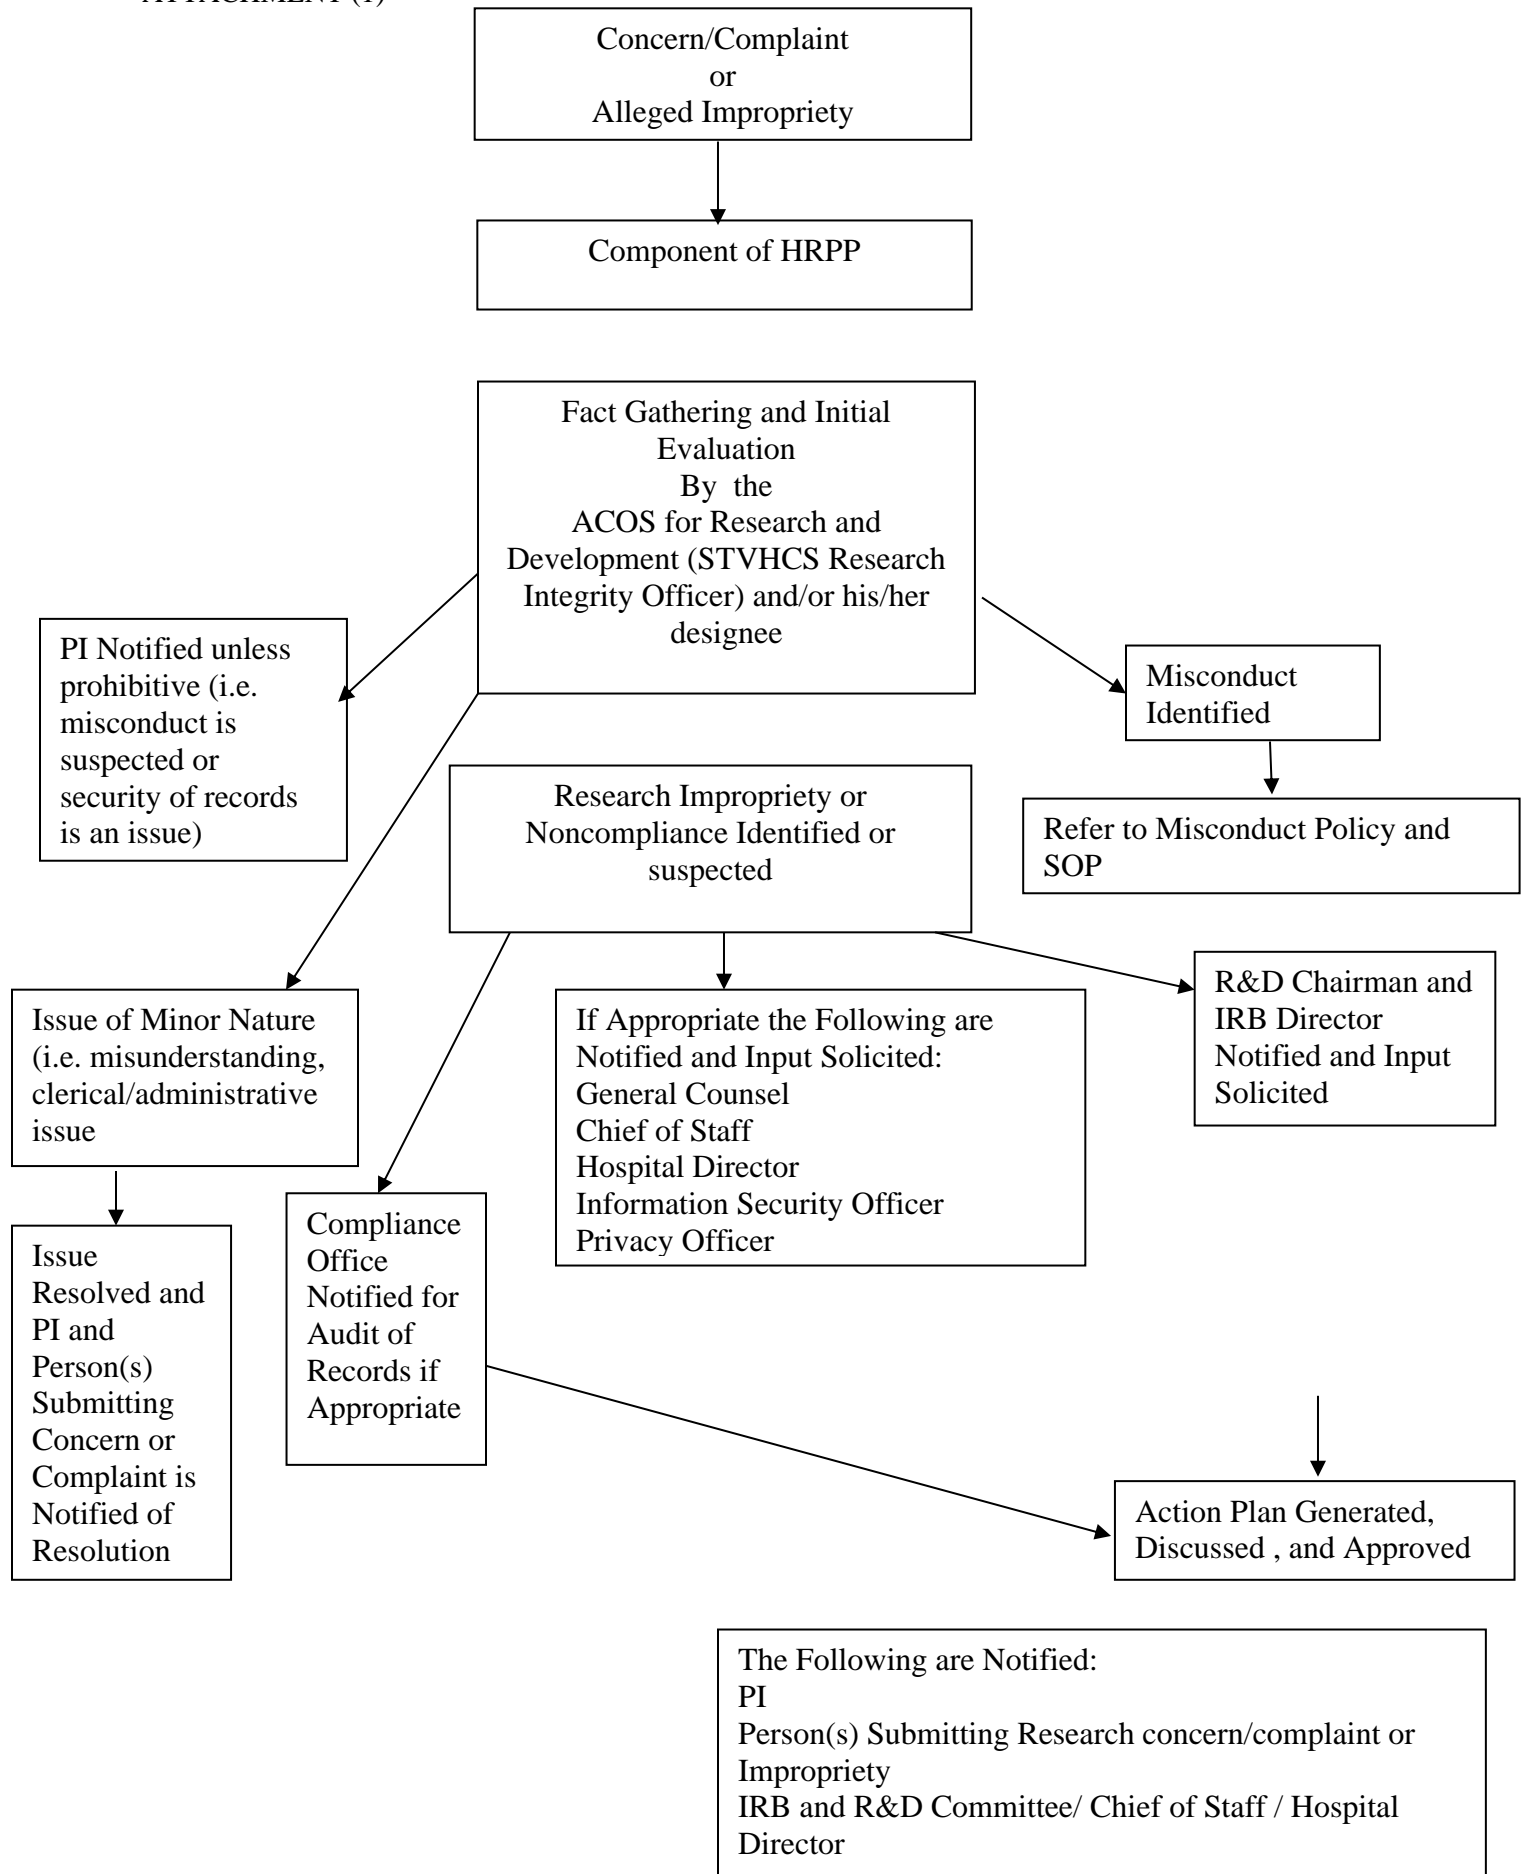 ATTACHMENT (1)
Concern/Complaint
or
Alleged Impropriety
Component of HRPP
Fact Gathering and Initial
Evaluation
By the
ACOS for Research and
Development (STVHCS Research
Integrity Officer) and/or his/her
designee
PI Notified unless
prohibitive (i.e.
misconduct is
suspected or
security of records
is an issue)
Misconduct
Identified
Research Impropriety or
Noncompliance Identified or
suspected
Refer to Misconduct Policy and
SOP
Issue of Minor Nature
(i.e. misunderstanding,
clerical/administrative
issue
If Appropriate the Following are
Notified and Input Solicited:
General Counsel
Chief of Staff
Hospital Director
Information Security Officer
Privacy Officer
R&D Chairman and
IRB Director
Notified and Input
Solicited
Issue
Resolved and
PI and
Person(s)
Submitting
Concern or
Complaint is
Notified of
Resolution
Compliance
Office
Notified for
Audit of
Records if
Appropriate
Action Plan Generated,
Discussed , and Approved
The Following are Notified:
PI
Person(s) Submitting Research concern/complaint or
Impropriety
IRB and R&D Committee/ Chief of Staff / Hospital
Director